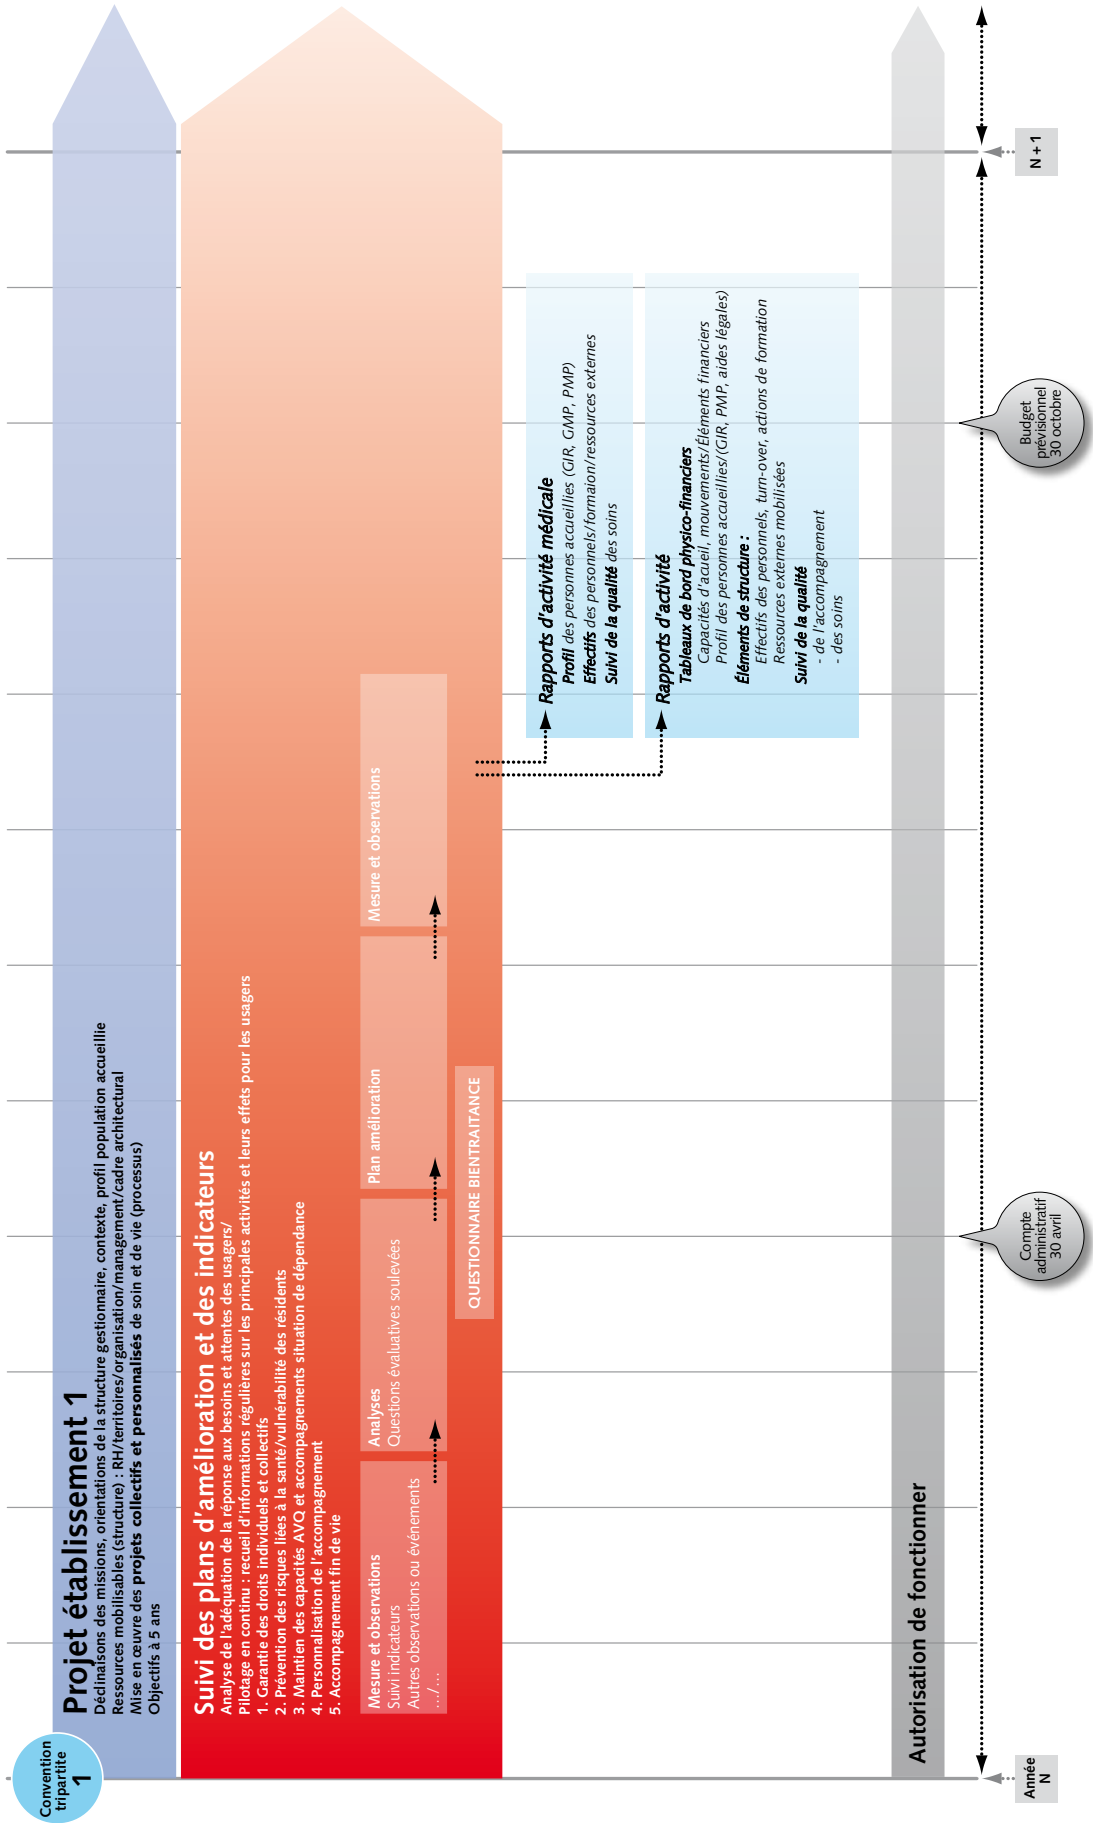 Convention
tripartite
1
Projet établissement 1
Déclinaisons des missions, orientations de la structure gestionnaire, contexte, profil population accueillie
Ressources mobilisables (structure) : RH/territoires/organisation/management/cadre architectural
Mise en œuvre des projets collectifs et personnalisés de soin et de vie (processus)
Objectifs à 5 ans
Suivi des plans d'amélioration et des indicateurs
Analyse de l'adéquation de la réponse aux besoins et attentes des usagers/
Pilotage en continu : recueil d'informations régulières sur les principales activités et leurs effets pour les usagers
1. Garantie des droits individuels et collectifs
2. Prévention des risques liées à la santé/vulnérabilité des résidents
3. Maintien des capacités AVQ et accompagnements situation de dépendance
4. Personnalisation de l'accompagnement
5. Accompagnement fin de vie
Mesure et observations
Suivi indicateurs
Autres observations ou événements
.../...
Analyses
Questions évaluatives soulevées
Plan amélioration
Mesure et observations
QUESTIONNAIRE BIENTRAITANCE
Rapports d'activité médicale
Profil des personnes accueillies (GIR, GMP, PMP)
Effectifs des personnels/formaion/ressources externes
Suivi de la qualité des soins
Rapports d'activité
Tableaux de bord physico-financiers
Capacités d'acueil, mouvements/Éléments financiers
Profil des personnes accueillies/(GIR, PMP, aides légales)
Éléments de structure :
Effectifs des personnels, turn-over, actions de formation
Ressources externes mobilisées
Suivi de la qualité
- de l'accompagnement
- des soins
Autorisation de fonctionner
Année
N
Compte
administratif
30 avril
Budget
prévisionnel
30 octobre
N + 1